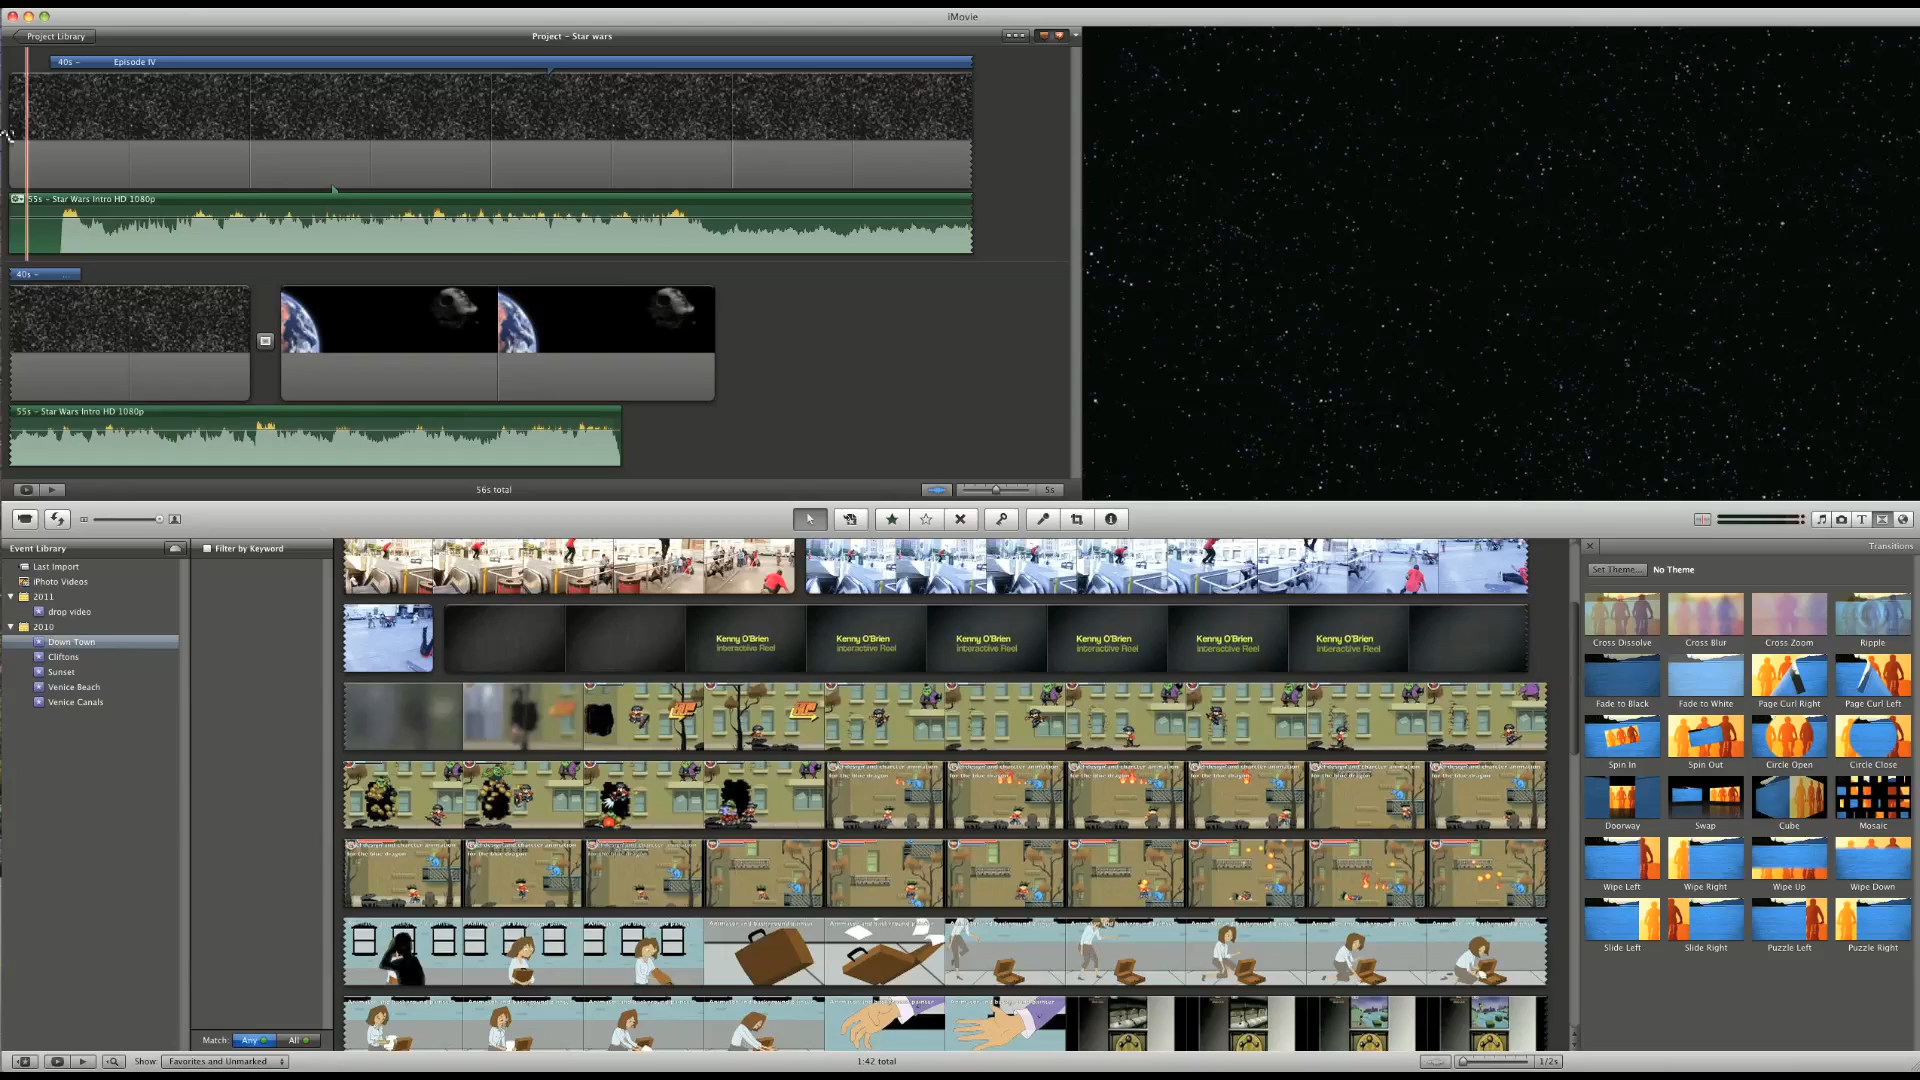 iMovie
Project Library
Project - Star wars
40s -
Episode IV
55s - Star Wars Intro HD 1080p
40s -
55s - Star Wars Intro HD 1080p
56s total
5s
Event Library
Filter by Keyword
Last Import
iPhoto Videos
2011
drop video
2010
Down Town
Cliftons
Sunset
Venice Beach
Venice Canals
Match:
Any
All
Show:
Favorites and Unmarked
Kenny O'Brien
Interactive Reel
Kenny O'Brien
Interactive Reel
Kenny O'Brien
Interactive Reel
Kenny O'Brien
Interactive Reel
Kenny O'Brien
Interactive Reel
Kenny O'Brien
Interactive Reel
1:42 total
1/2s
Transitions
Set Theme...
No Theme
Cross Dissolve
Cross Blur
Cross Zoom
Ripple
Fade to Black
Fade to White
Page Curl Right
Page Curl Left
Spin In
Spin Out
Circle Open
Circle Close
Doorway
Swap
Cube
Mosaic
Wipe Left
Wipe Right
Wipe Up
Wipe Down
Slide Left
Slide Right
Puzzle Left
Puzzle Right